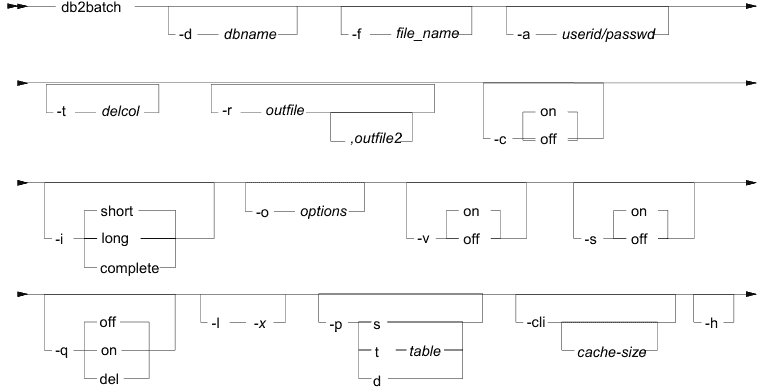 db2batch
-d dbname -f file_name -a userid/passwd
-t delcol -r outfile on
,outfile2 -c off
short on on
-i long -o options -v off -s off
complete
off -l -x -p s -cli -h
-q on t table cache-size
del d